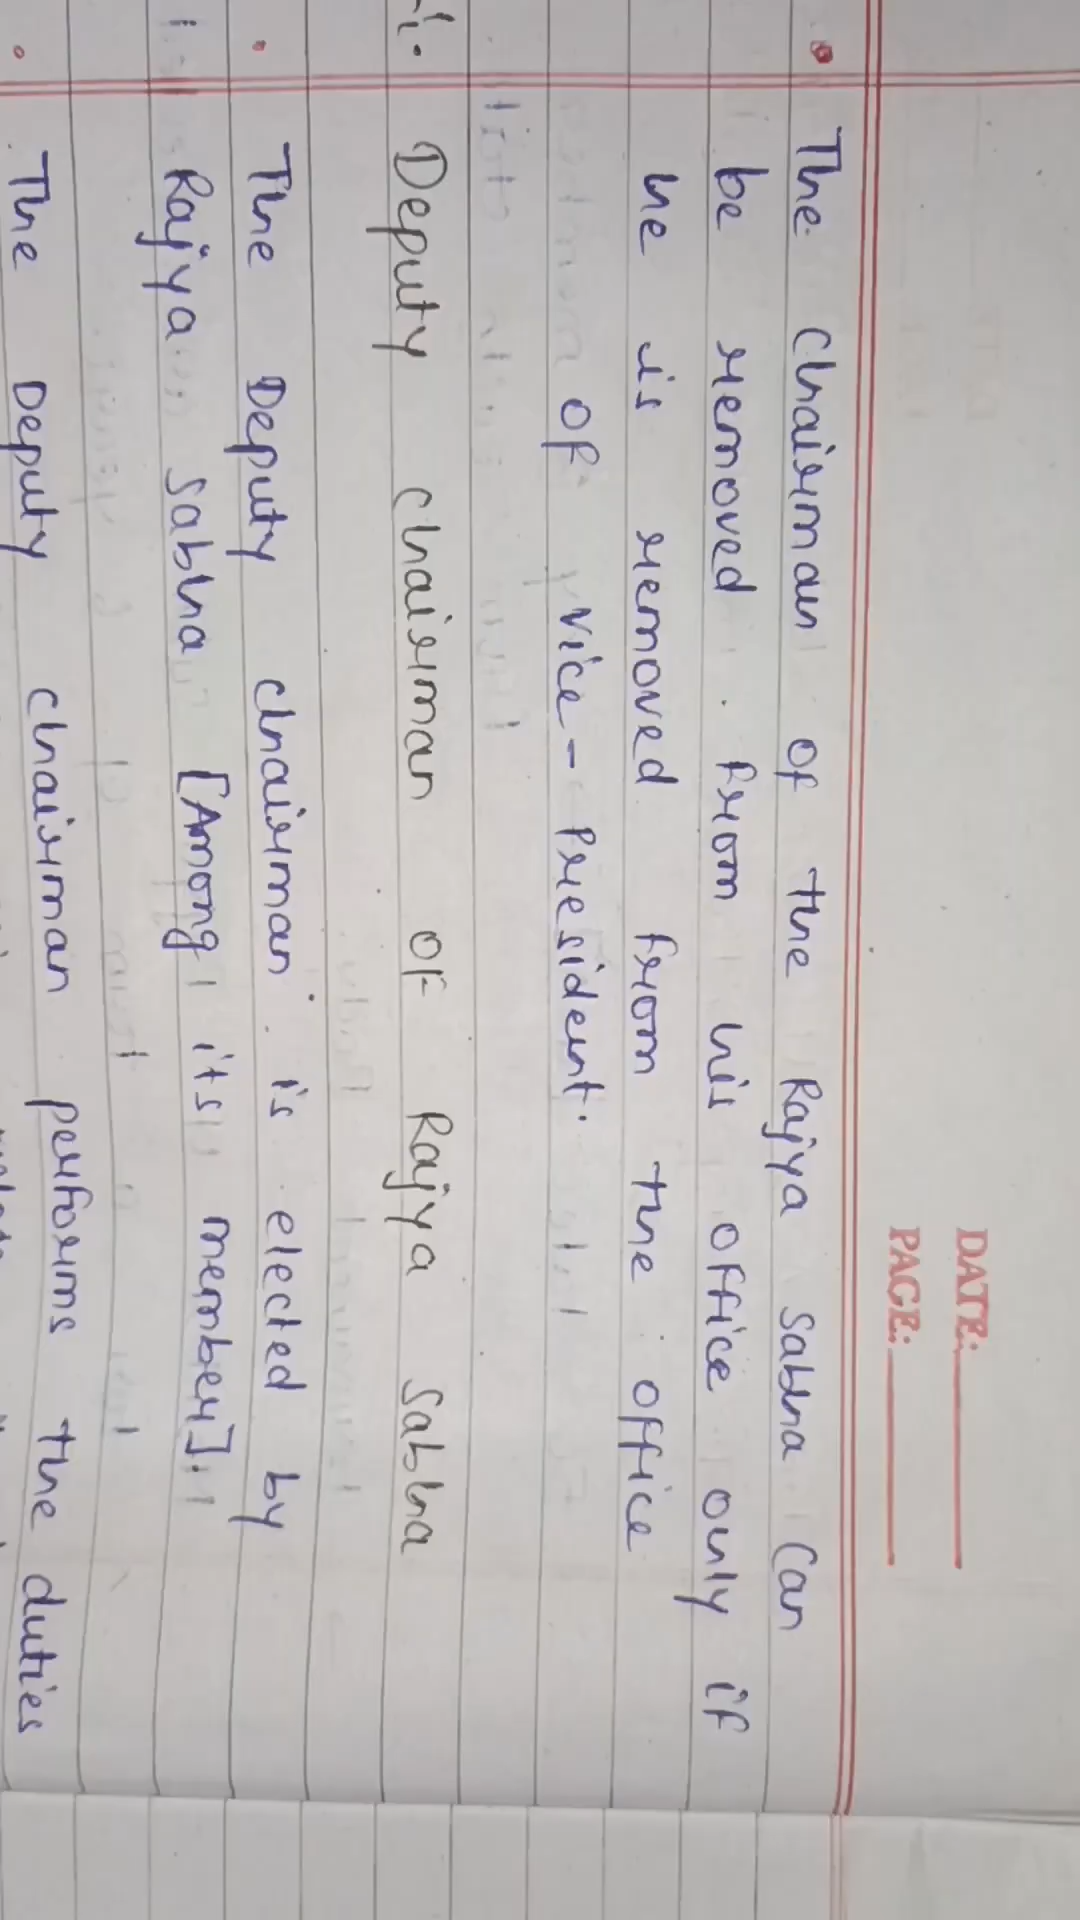 DATE:
PAGE:
The Chairman of the Rajya Sabha Can
be removed from his office only if
he is removed from the office
of Vice-President.
Deputy Chairman of Rajya Sabha
The Deputy Chairman is elected by
Rajya Sabha [Among its member].
The Deputy Chairman performs the duties